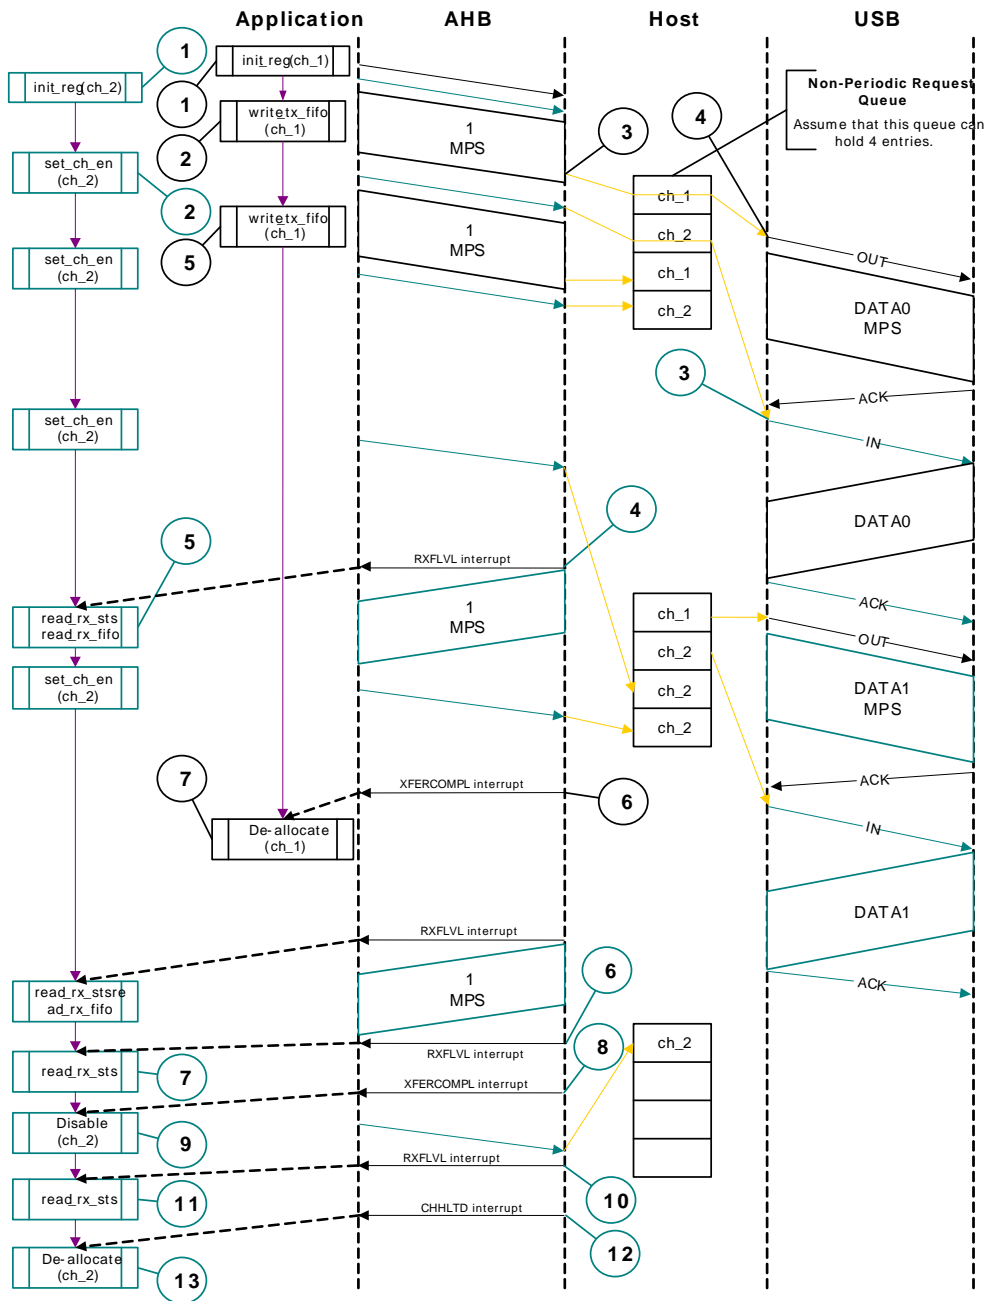 Application
AHB
Host
USB
1
init_reg(ch_1)
init_reg(ch_2)
1
Non-Periodic Request
Queue
Assume that this queue can
hold 4 entries.
write_tx_fifo
(ch_1)
1
MPS
3
4
2
set_ch_en
(ch_2)
2
ch_1
write_tx_fifo
(ch_1)
1
MPS
ch_2
5
set_ch_en
(ch_2)
OUT
ch_1
ch_2
DATA0
MPS
3
ACK
set_ch_en
(ch_2)
IN
4
DATA0
5
RXFLVL interrupt
ACK
read_rx_sts
read_rx_fifo
1
MPS
ch_1
OUT
ch_2
set_ch_en
(ch_2)
ch_2
DATA1
MPS
ch_2
7
XFERCOMPL interrupt
6
ACK
De-allocate
(ch_1)
IN
DATA1
RXFLVL interrupt
6
read_rx_stsre
ad_rx_fifo
1
MPS
ACK
8
ch_2
RXFLVL interrupt
read_rx_sts
7
XFERCOMPL interrupt
Disable
(ch_2)
9
RXFLVL interrupt
read_rx_sts
11
10
CHHLTD interrupt
12
De-allocate
(ch_2)
13